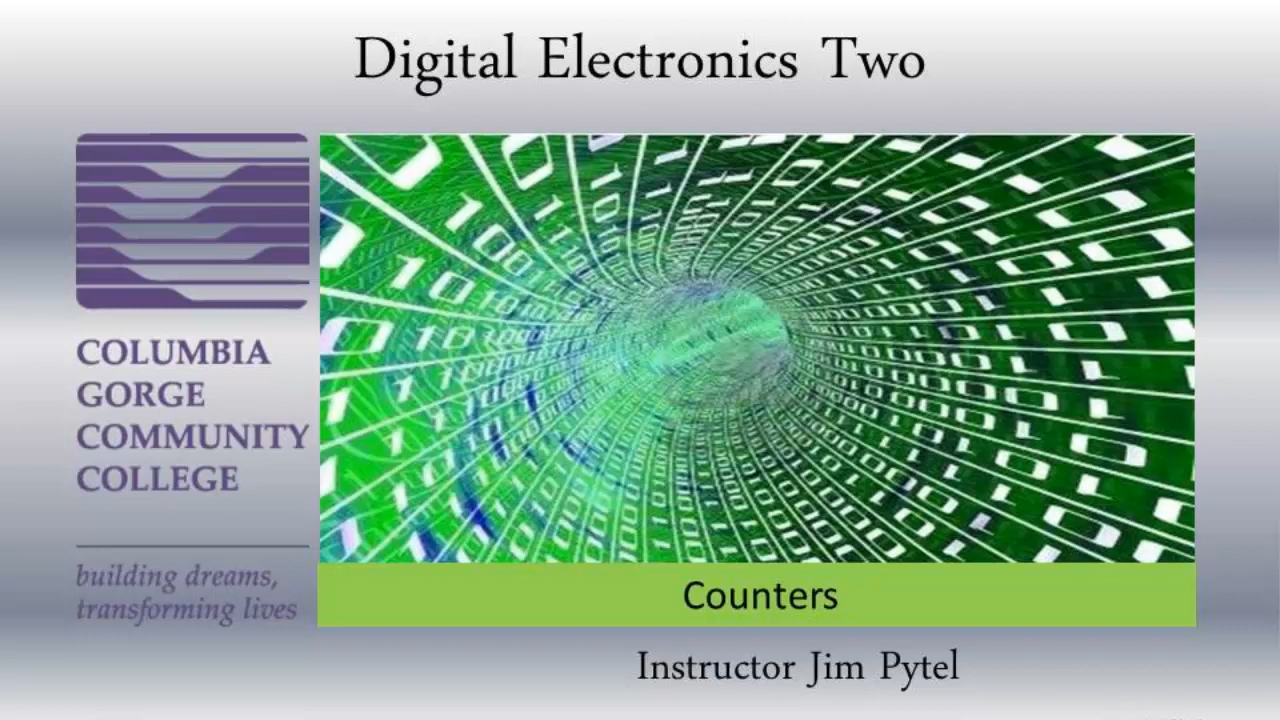 Digital Electronics Two
COLUMBIA
GORGE
COMMUNITY
COLLEGE
building dreams,
transforming lives
Counters
Instructor Jim Pytel